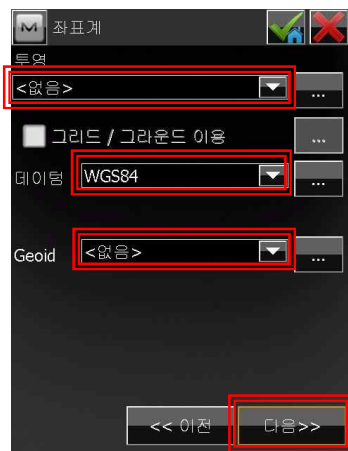 좌표계
투영
<없음>
...
그리드 / 그라운드 이용
...
데이텀 WGS84
...
Geoid <없음>
...
<< 이전 다음>>